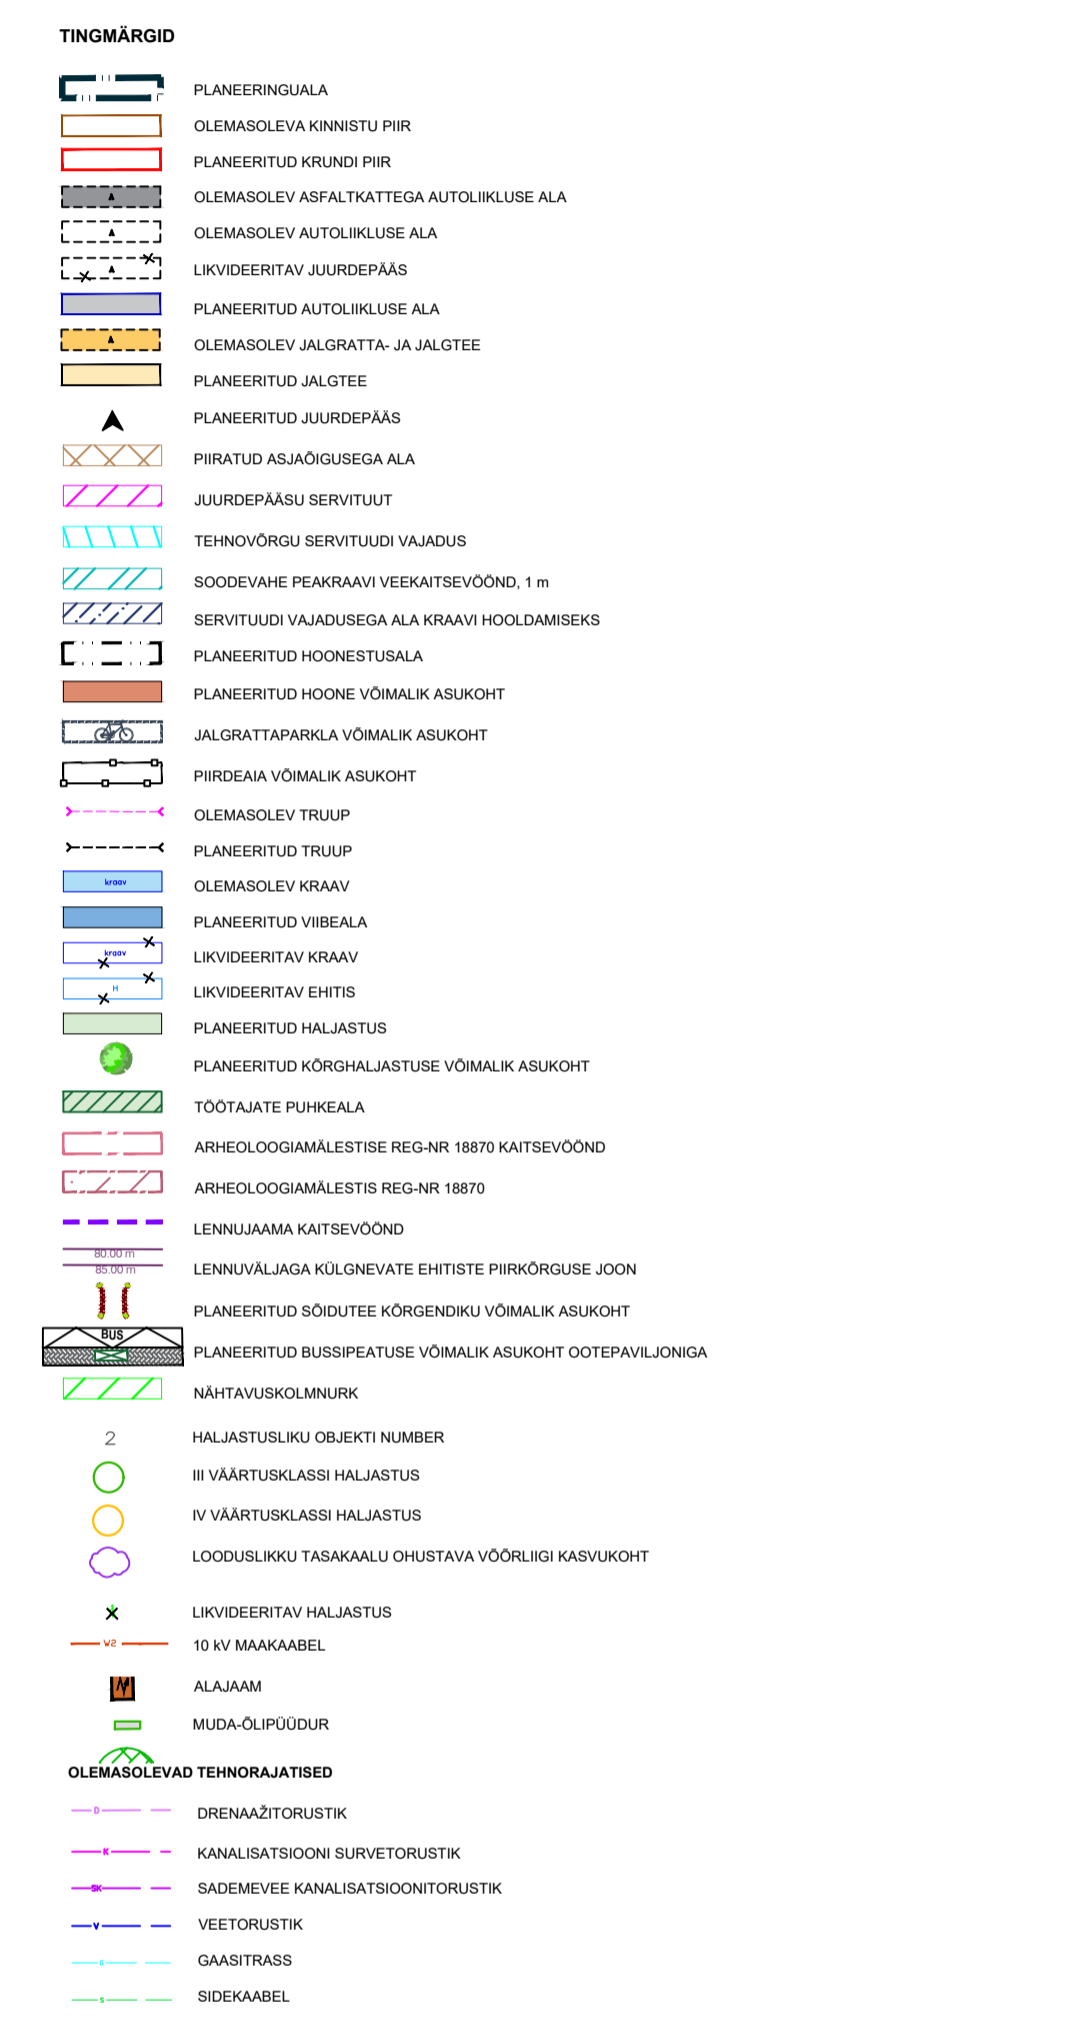 TINGMÄRGID
PLANEERINGUALA
OLEMASOLEVA KINNISTU PIIR
PLANEERITUD KRUNDI PIIR
A OLEMASOLEV ASFALTKATTEGA AUTOLIIKLUSE ALA
A OLEMASOLEV AUTOLIIKLUSE ALA
A LIKVIDEERITAV JUURDEPÄÄS
PLANEERITUD AUTOLIIKLUSE ALA
A OLEMASOLEV JALGRATTA- JA JALGTEE
PLANEERITUD JALGTEE
PLANEERITUD JUURDEPÄÄS
PIIRATUD ASJAÕIGUSEGA ALA
JUURDEPÄÄSU SERVITUUT
TEHNOVÕRGU SERVITUUDI VAJADUS
SOODEVAHE PEAKRAAVI VEEKAITSEVÖÖND, 1 m
SERVITUUDI VAJADUSEGA ALA KRAAVI HOOLDAMISEKS
PLANEERITUD HOONESTUSALA
PLANEERITUD HOONE VÕIMALIK ASUKOHT
JALGRATTAPARKLA VÕIMALIK ASUKOHT
PIIRDEAIA VÕIMALIK ASUKOHT
OLEMASOLEV TRUUP
PLANEERITUD TRUUP
kraav OLEMASOLEV KRAAV
PLANEERITUD VIIBEALA
kraav LIKVIDEERITAV KRAAV
H LIKVIDEERITAV EHITIS
PLANEERITUD HALJASTUS
PLANEERITUD KÕRGHALJASTUSE VÕIMALIK ASUKOHT
TÖÖTAJATE PUHKEALA
ARHEOLOOGIAMÄLESTISE REG-NR 18870 KAITSEVÖÖND
ARHEOLOOGIAMÄLESTIS REG-NR 18870
LENNUJAAMA KAITSEVÖÖND
80.00 m
85.00 m LENNUVÄLJAGA KÜLGNEVATE EHITISTE PIIRKÕRGUSE JOON
PLANEERITUD SÕIDUTEE KÕRGENDIKU VÕIMALIK ASUKOHT
BUS
PLANEERITUD BUSSIPEATUSE VÕIMALIK ASUKOHT OOTEPAVILJONIGA
NÄHTAVUSKOLMNURK
2 HALJASTUSLIKU OBJEKTI NUMBER
III VÄÄRTUSKLASSI HALJASTUS
IV VÄÄRTUSKLASSI HALJASTUS
LOODUSLIKKU TASAKAALU OHUSTAVA VÕÕRLIIGI KASVUKOHT
LIKVIDEERITAV HALJASTUS
W2 10 kV MAAKAABEL
ALAJAAM
MUDA-ÕLIPÜÜDUR
OLEMASOLEVAD TEHNORAJATISED
D DRENAAŽITORUSTIK
K KANALISATSIOONI SURVETORUSTIK
SK SADEMEVEE KANALISATSIOONITORUSTIK
V VEETORUSTIK
G GAASITRASS
S SIDEKAABEL